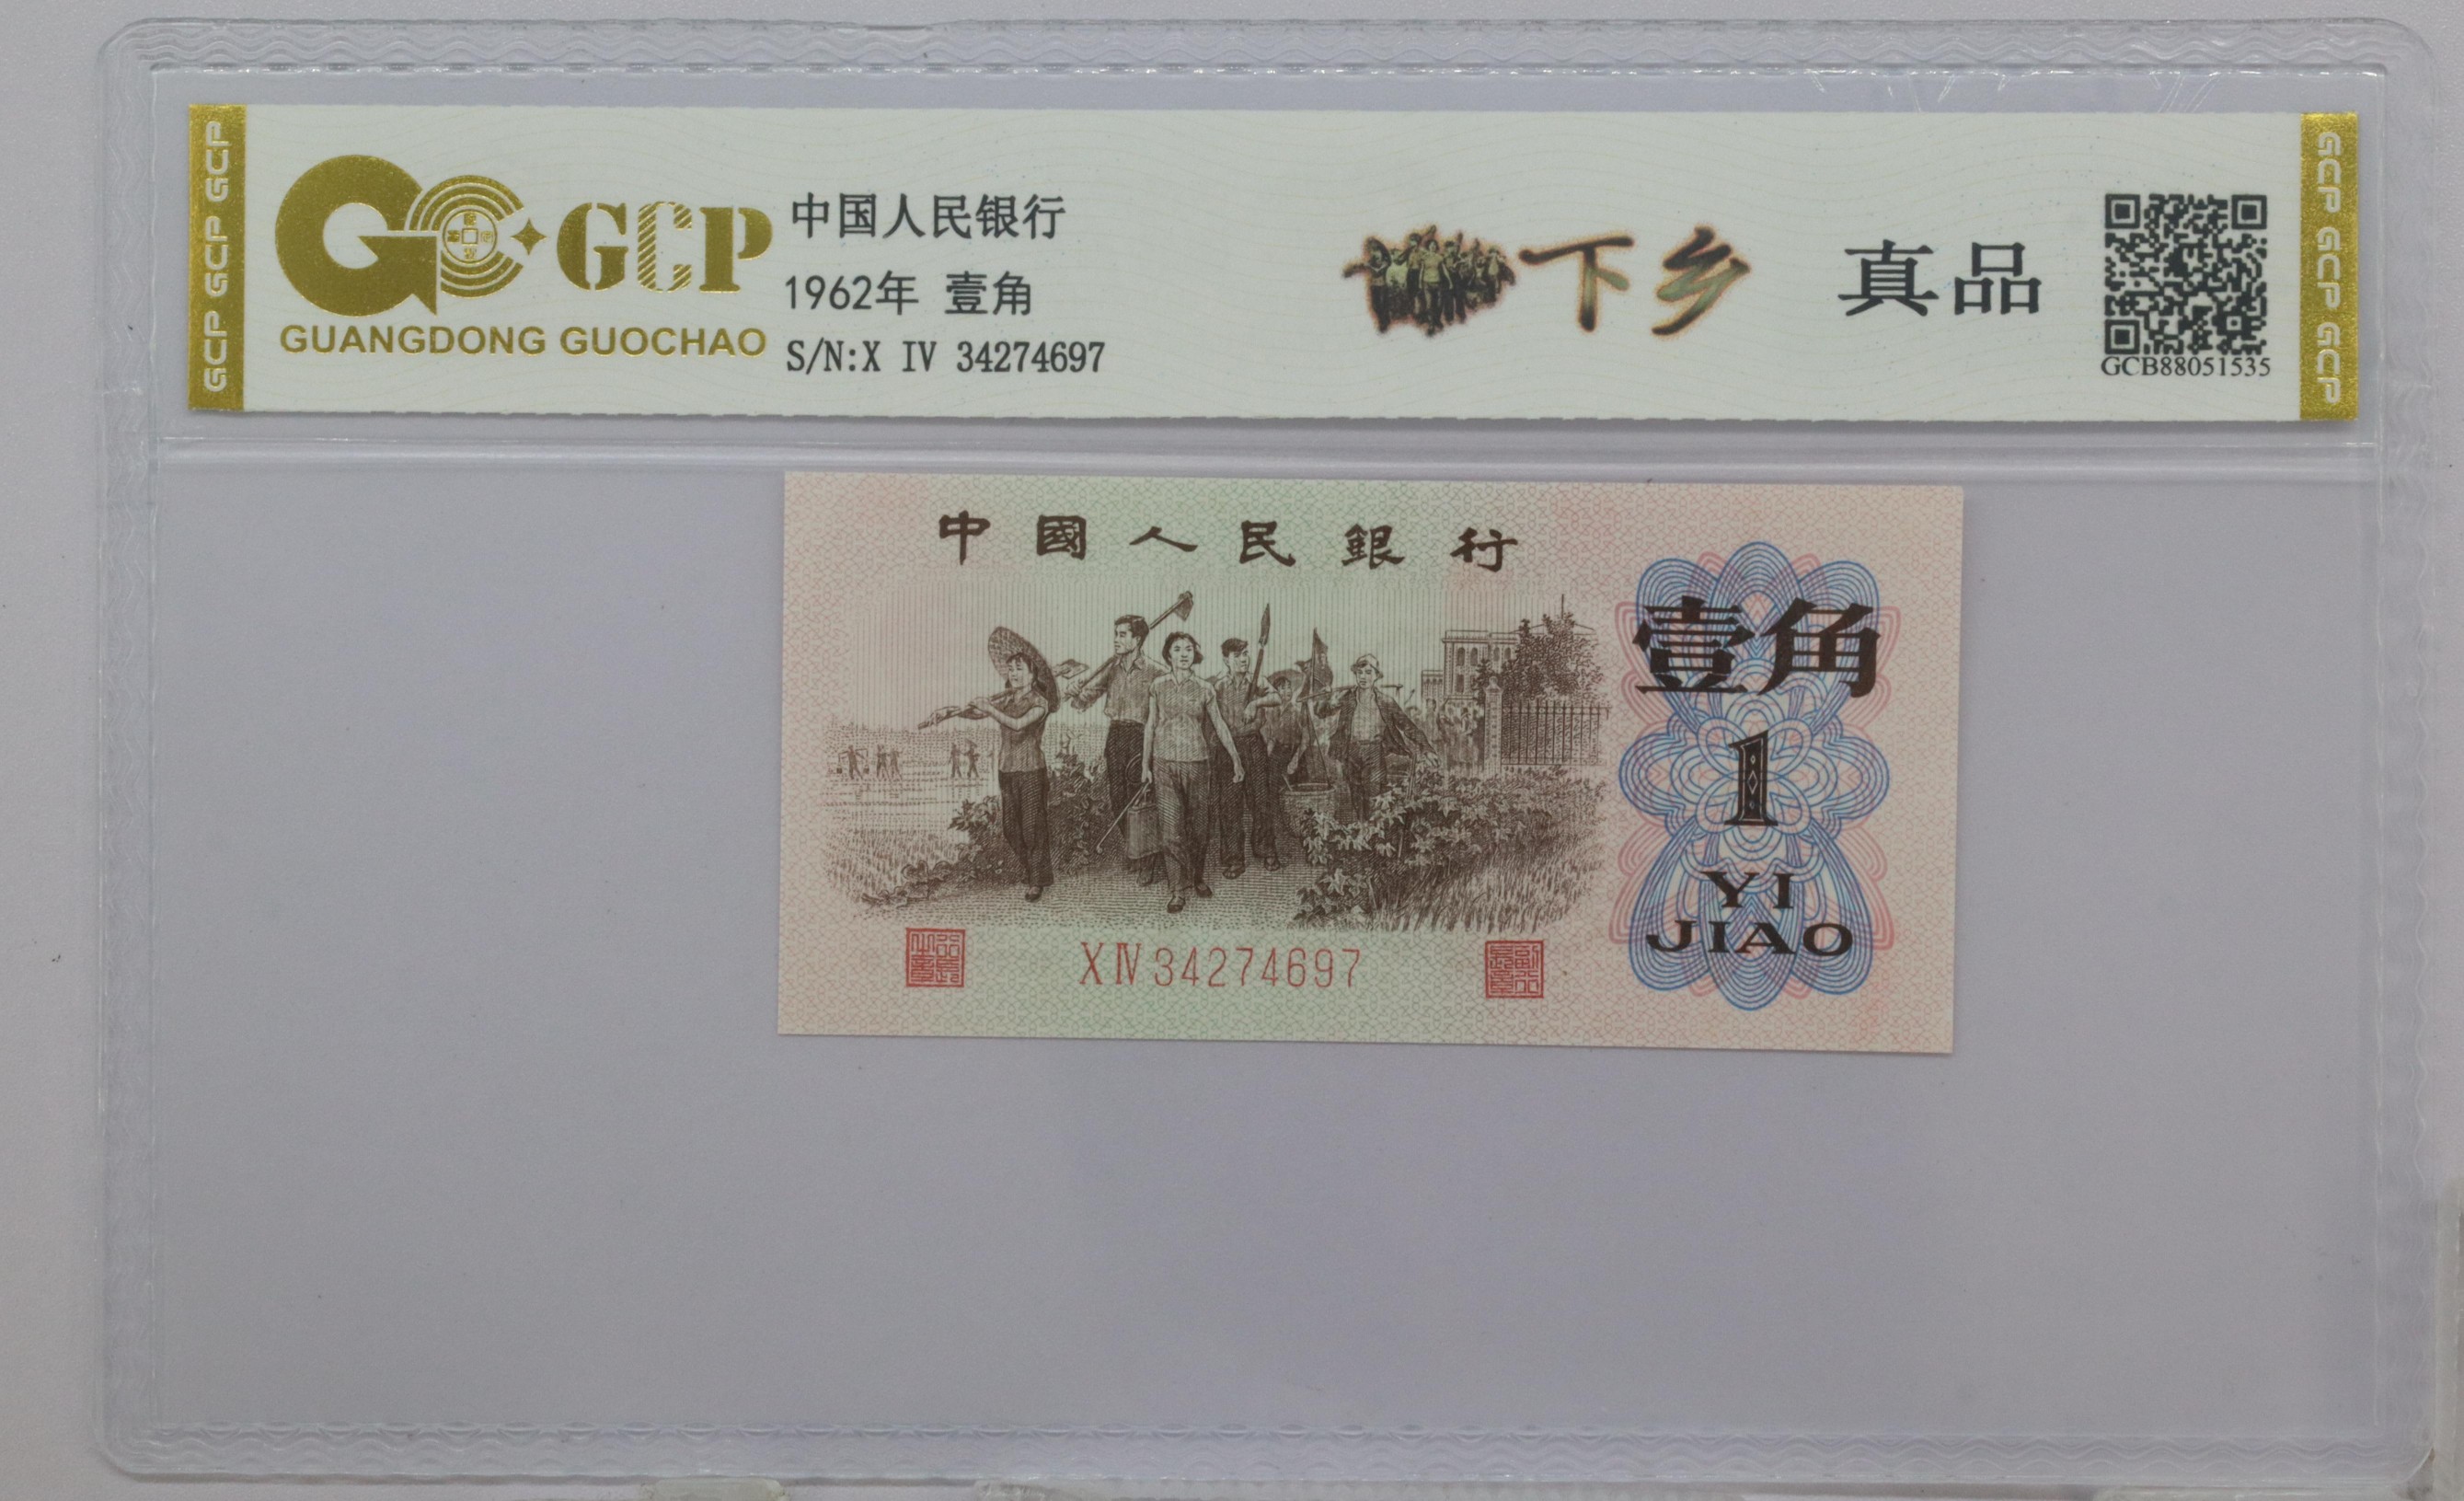 GCP GCP GCP
GCP
GUANGDONG GUOCHAO
中国人民银行
1962年 壹角
S/N:X IV 34274697
下乡
真品
GCB88051535
GCP GCP GCP
中國人民銀行
壹角
1
YI
JIAO
X IV 34274697